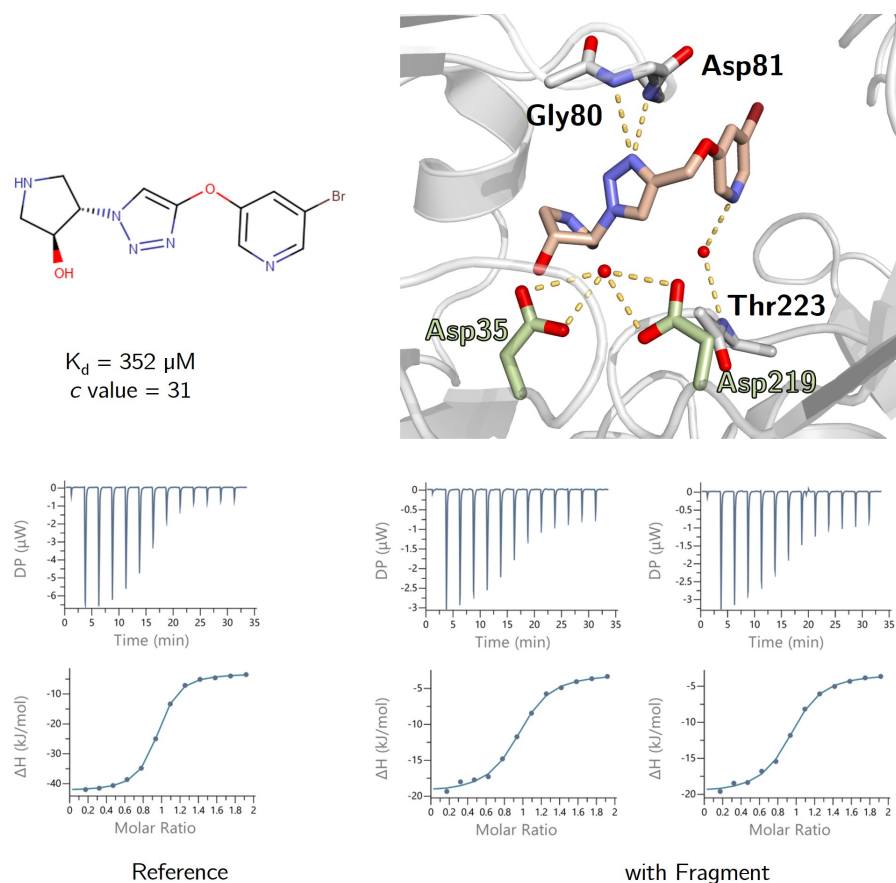 HN
N
N
N
O
N
Br
OH
K_d = 352 μM
c value = 31
Asp81
Gly80
Thr223
Asp35
Asp219
0
-1
-2
-3
-4
-5
-6
DP (μW)
0 5 10 15 20 25 30 35
Time (min)
0
-0.5
-1
-1.5
-2
-2.5
-3
DP (μW)
0 5 10 15 20 25 30 35
Time (min)
0
-0.5
-1
-1.5
-2
-2.5
-3
DP (μW)
0 5 10 15 20 25 30 35
Time (min)
-10
-20
-30
-40
ΔH (kJ/mol)
0 0.2 0.4 0.6 0.8 1 1.2 1.4 1.6 1.8 2
Molar Ratio
-5
-10
-15
-20
ΔH (kJ/mol)
0 0.2 0.4 0.6 0.8 1 1.2 1.4 1.6 1.8 2
Molar Ratio
-5
-10
-15
-20
ΔH (kJ/mol)
0 0.2 0.4 0.6 0.8 1 1.2 1.4 1.6 1.8 2
Molar Ratio
Reference
with Fragment